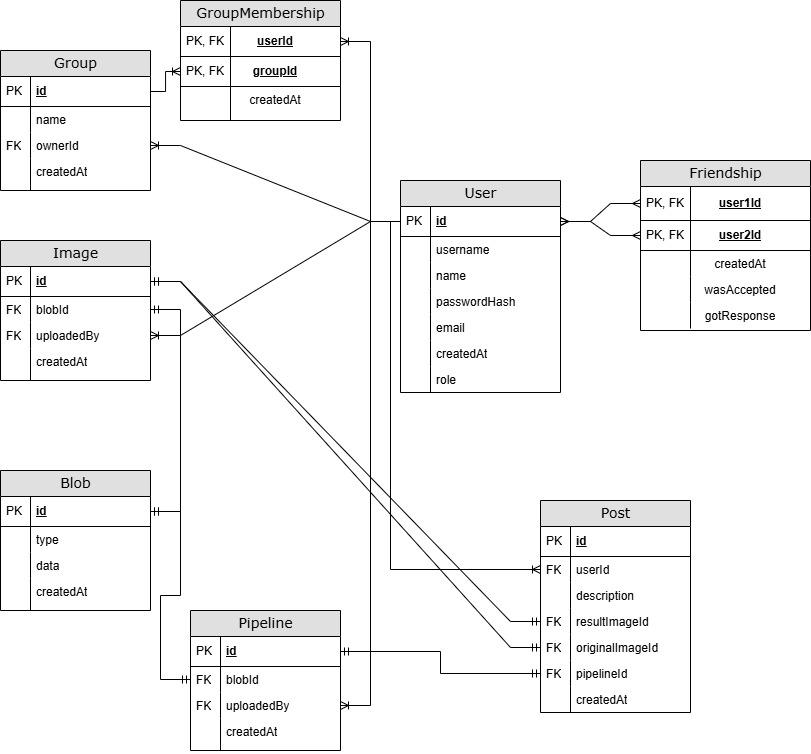 GroupMembership
PK, FK userId
PK, FK groupId
createdAt
Group
PK id
name
FK ownerId
createdAt
User
PK id
username
name
passwordHash
email
createdAt
role
Friendship
PK, FK user1Id
PK, FK user2Id
createdAt
wasAccepted
gotResponse
Image
PK id
FK blobId
FK uploadedBy
createdAt
Blob
PK id
type
data
createdAt
Post
PK id
FK userId
description
FK resultImageId
FK originalImageId
FK pipelineId
createdAt
Pipeline
PK id
FK blobId
FK uploadedBy
createdAt